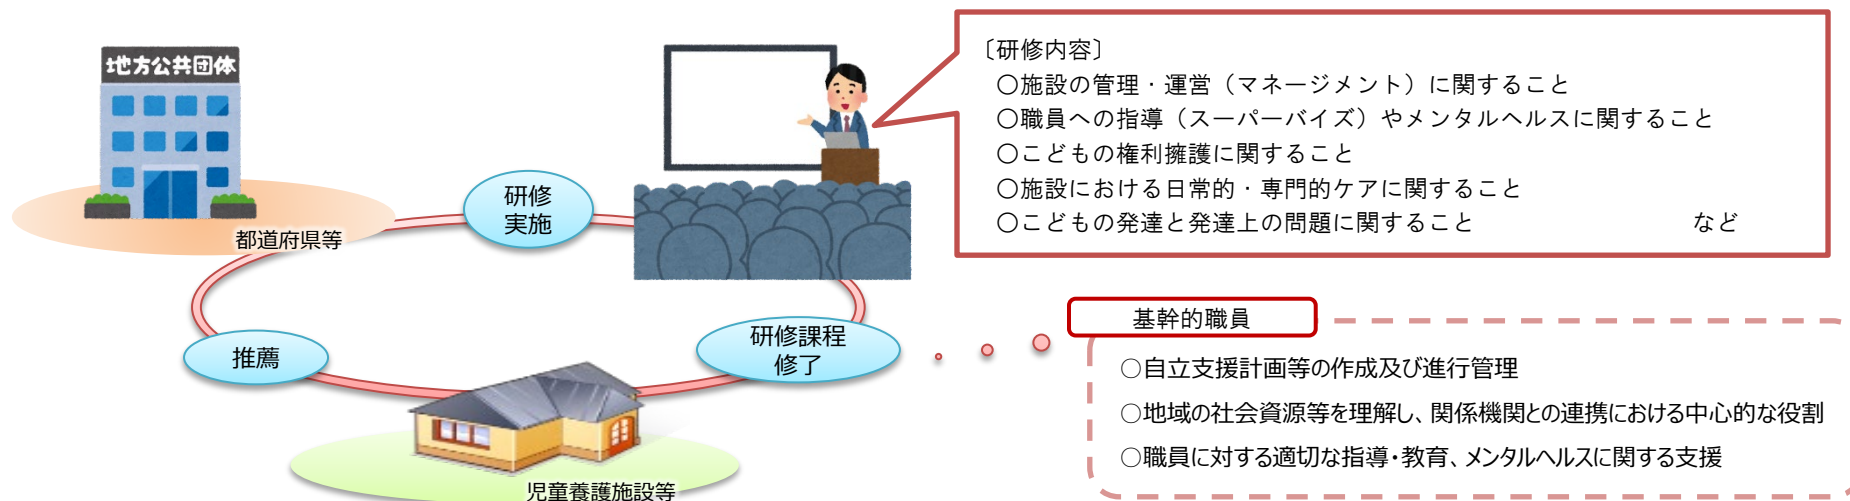 地方公共団体
都道府県等
研修
実施
〔研修内容〕
〇施設の管理・運営（マネージメント）に関すること
〇職員への指導（スーパーバイズ）やメンタルヘルスに関すること
〇こどもの権利擁護に関すること
〇施設における日常的・専門的ケアに関すること
〇こどもの発達と発達上の問題に関すること　など
推薦
研修課程
修了
児童養護施設等
基幹的職員
○自立支援計画等の作成及び進行管理
○地域の社会資源等を理解し、関係機関との連携における中心的な役割
○職員に対する適切な指導・教育、メンタルヘルスに関する支援